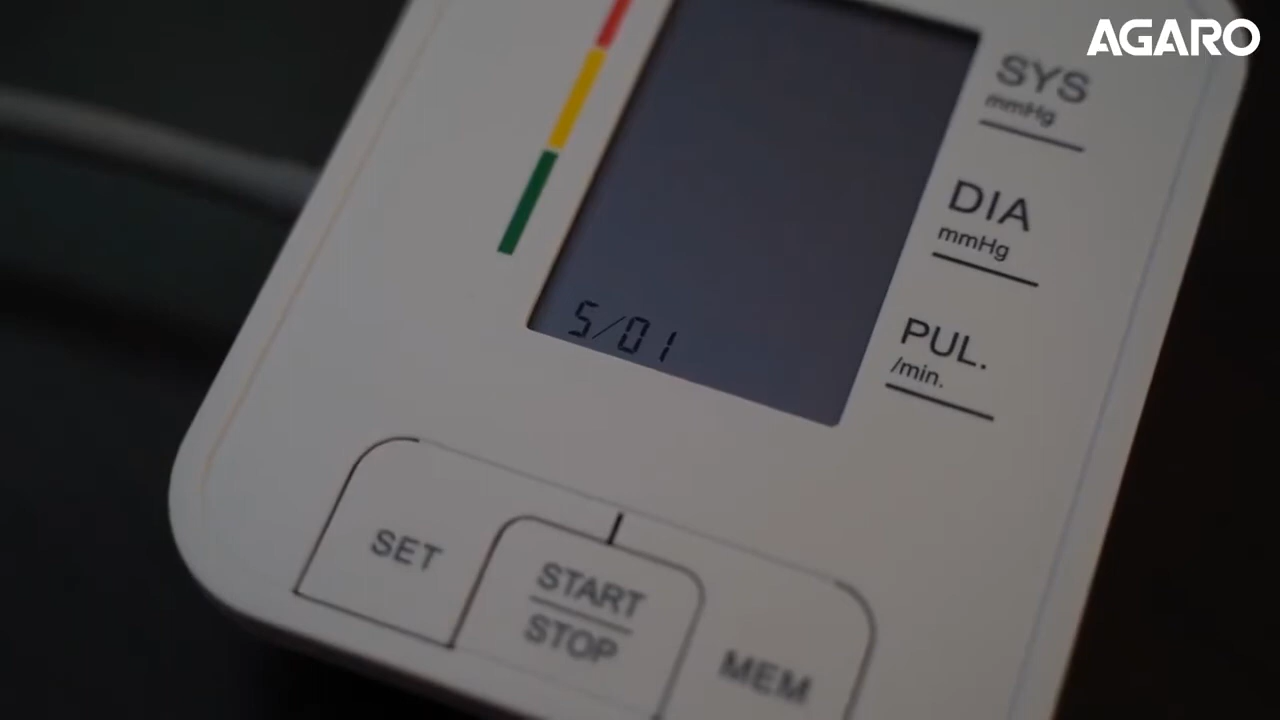 AGARO
SYS
mmHg
DIA
mmHg
PUL.
/min.
5/01
SET
START
STOP
MEM